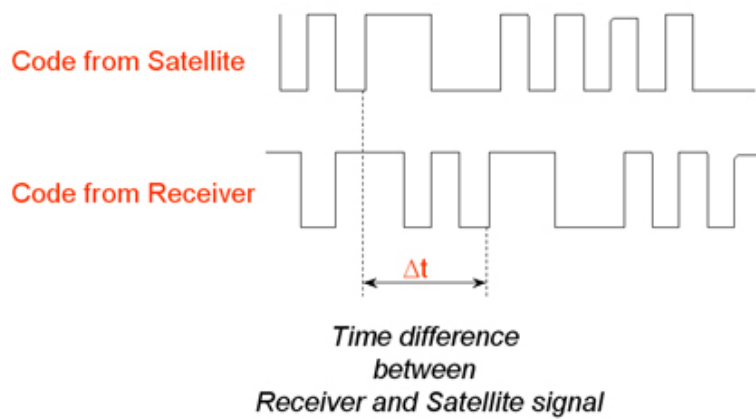 Code from Satellite
Code from Receiver
Δt
Time difference
between
Receiver and Satellite signal